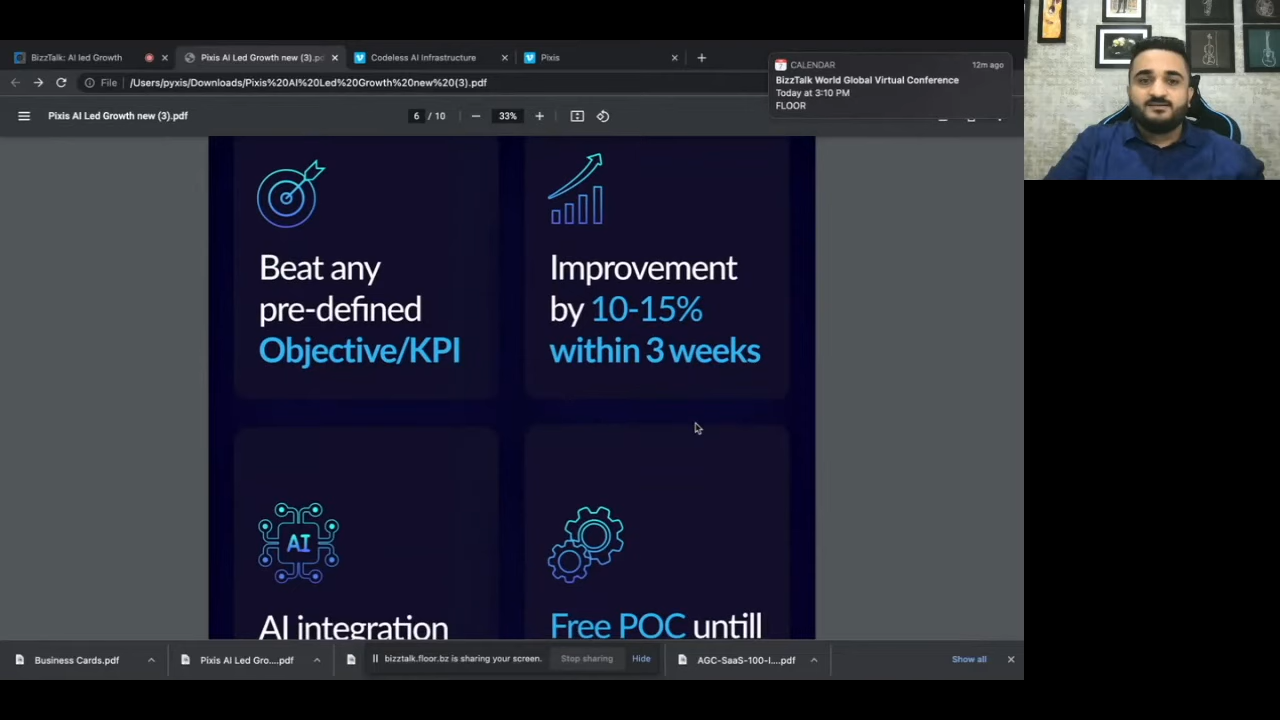 BizzTalk: AI led Growth
Pixis AI Led Growth new (3).p
Codeless AI Infrastructure
Pixis
File
/Users/pyxis/Downloads/Pixis%20AI%20Led%20Growth%20new%20(3).pdf
CALENDAR
12m ago
BizzTalk World Global Virtual Conference
Today at 3:10 PM
FLOOR
Pixis AI Led Growth new (3).pdf
6 / 10
33%
Beat any
pre-defined
Objective/KPI
Improvement
by 10-15%
within 3 weeks
AI
AI integration
Free POC untill
Business Cards.pdf
Pixis AI Led Gro....pdf
bizztalk.floor.bz is sharing your screen.
Stop sharing
Hide
AGC-SaaS-100-I....pdf
Show all